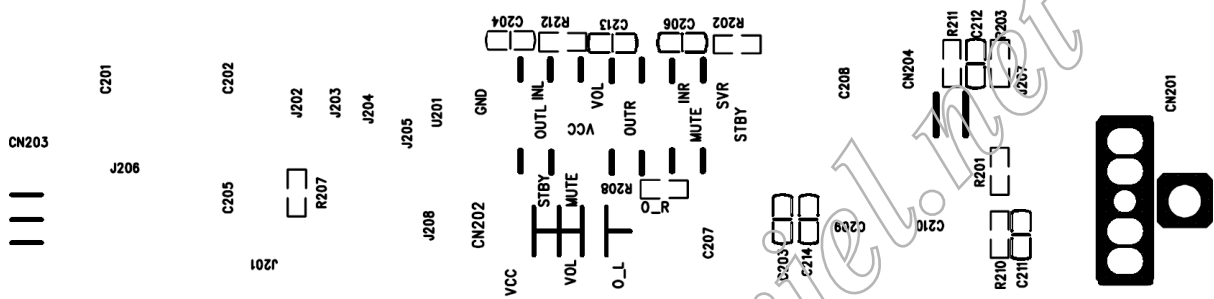 C204
R212
C213
C206
R202
R211
C212
R203
C201
C202
J202
J203
J204
J205
U201
GND
INL
OUTL
VOL
VCC
OUTR
INR
MUTE
SVR
STBY
C208
CN204
J207
CN201
CN203
J206
C205
R207
J208
CN202
STBY
MUTE
R208
O_R
R201
C209
C210
J201
VCC
VOL
O_L
C207
C203
C214
R210
C211
iel.net